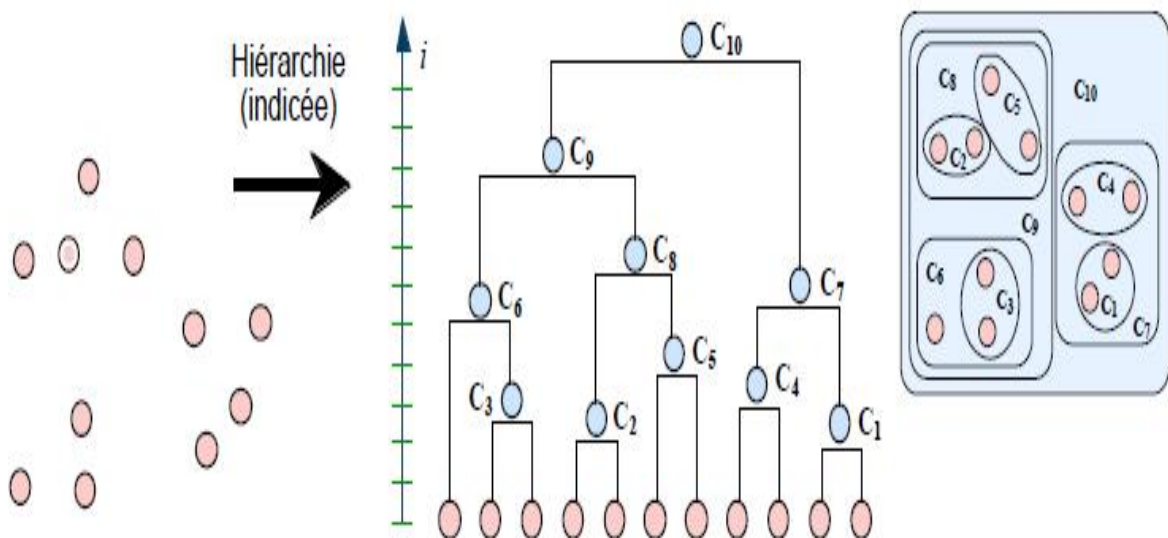 Hiérarchie
(indicée)
i
C₁₀
C₉
C₈
C₆
C₇
C₃
C₂
C₅
C₄
C₁
C₈
C₅
C₂
C₁₀
C₄
C₉
C₆
C₃
C₁
C₇